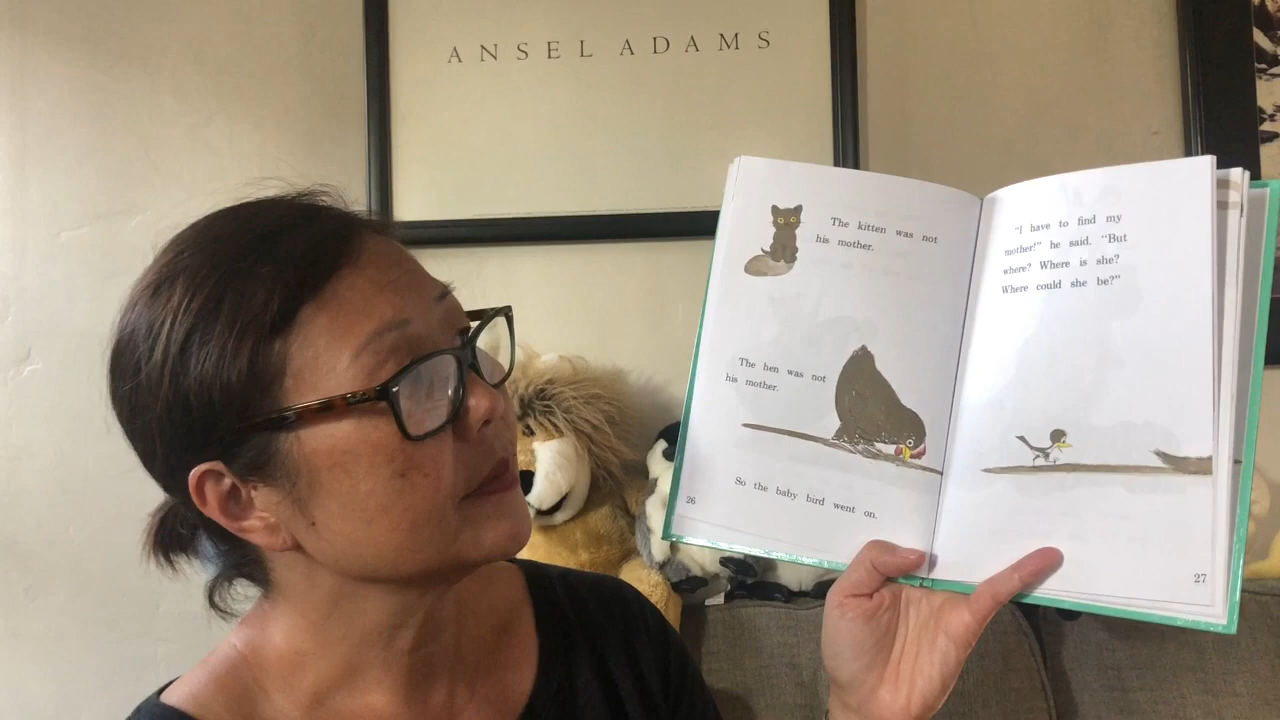 ANSEL ADAMS
The kitten was not
his mother.
The hen was not
his mother.
So the baby bird went on.
26
"I have to find my
mother!" he said. "But
where? Where is she?
Where could she be?"
27